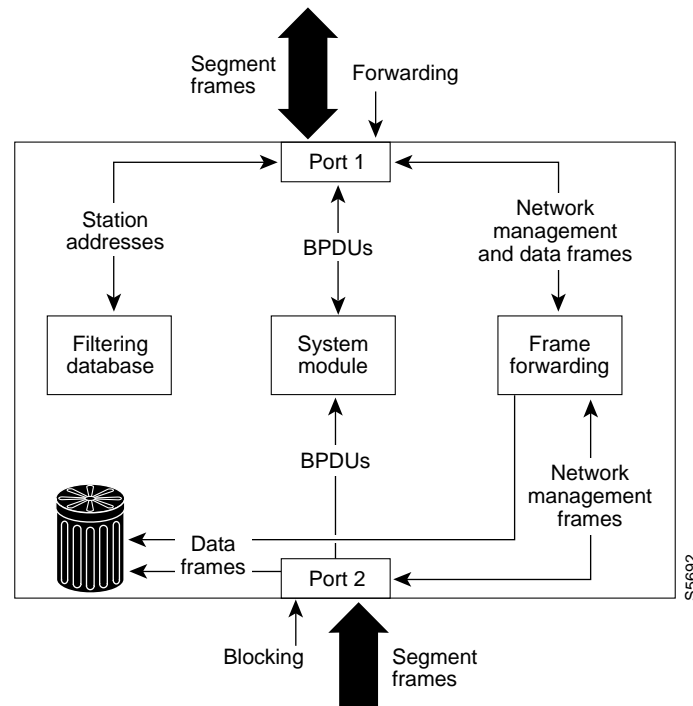 Segment
frames
Forwarding
Port 1
Station
addresses
BPDUs
Network
management
and data frames
Filtering
database
System
module
Frame
forwarding
BPDUs
Network
management
frames
Data
frames
Port 2
S5692
Blocking
Segment
frames